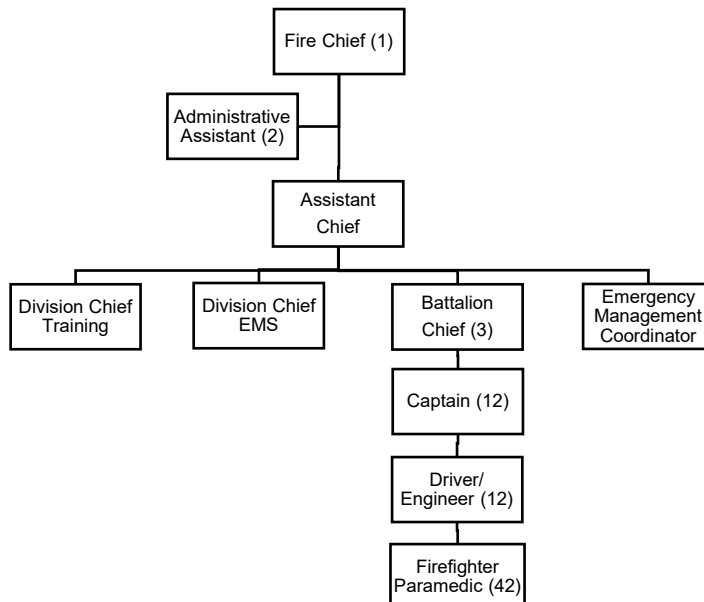 Fire Chief (1)
Administrative
Assistant (2)
Assistant
Chief
Division Chief
Training
Division Chief
EMS
Battalion
Chief (3)
Emergency
Management
Coordinator
Captain (12)
Driver/
Engineer (12)
Firefighter
Paramedic (42)